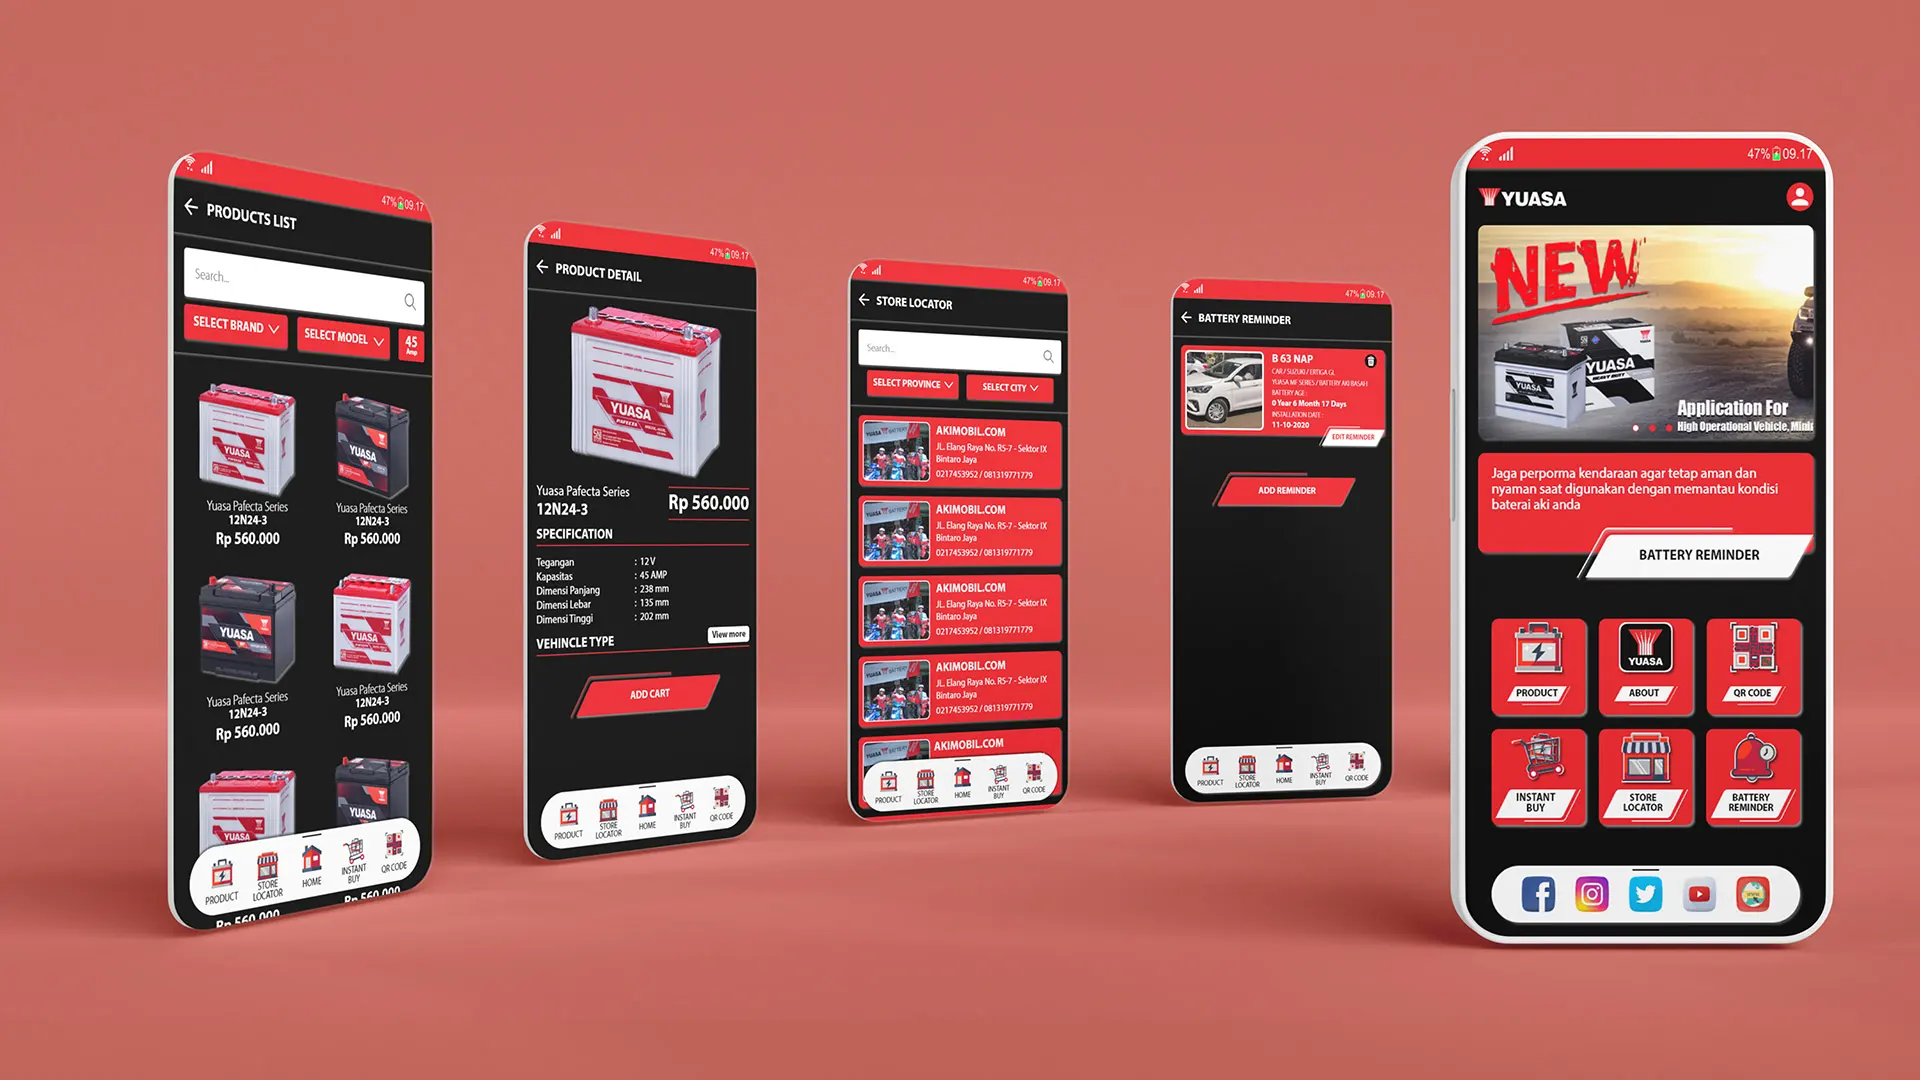 47% 09.17
PRODUCTS LIST
Search...
SELECT BRAND
SELECT MODEL
45
Amp
YUASA
YUASA
Yuasa Pafecta Series
12N24-3
Rp 560.000
Yuasa Pafecta Series
12N24-3
Rp 560.000
YUASA
YUASA
Yuasa Pafecta Series
12N24-3
Rp 560.000
Yuasa Pafecta Series
12N24-3
Rp 560.000
YUASA
YUASA
PRODUCT
STORE
LOCATOR
HOME
INSTANT
BUY
QR CODE
Rp 560.000
Rp 560.000
47% 09.17
PRODUCT DETAIL
YUASA
PAFECTA
Yuasa Pafecta Series
12N24-3
Rp 560.000
SPECIFICATION
Tegangan : 12 V
Kapasitas : 45 AMP
Dimensi Panjang : 238 mm
Dimensi Lebar : 135 mm
Dimensi Tinggi : 202 mm
VEHINCLE TYPE
View more
ADD CART
PRODUCT
STORE
LOCATOR
HOME
INSTANT
BUY
QR CODE
47% 09.17
STORE LOCATOR
Search...
SELECT PROVINCE
SELECT CITY
AKIMOBIL.COM
JL. Elang Raya No. R5-7 - Sektor IX
Bintaro Jaya
0217453952 / 081319771779
AKIMOBIL.COM
JL. Elang Raya No. R5-7 - Sektor IX
Bintaro Jaya
0217453952 / 081319771779
AKIMOBIL.COM
JL. Elang Raya No. R5-7 - Sektor IX
Bintaro Jaya
0217453952 / 081319771779
AKIMOBIL.COM
JL. Elang Raya No. R5-7 - Sektor IX
Bintaro Jaya
0217453952 / 081319771779
AKIMOBIL.COM
PRODUCT
STORE
LOCATOR
HOME
INSTANT
BUY
QR CODE
47% 09.17
BATTERY REMINDER
B 63 NAP
CAR / SUZUKI / ERTIGA GL
YUASA MF SERIES / BATTERY AKI BASAH
BATTERY AGE :
0 Year 6 Month 17 Days
INSTALLATION DATE :
11-10-2020
EDIT REMINDER
ADD REMINDER
PRODUCT
STORE
LOCATOR
HOME
INSTANT
BUY
QR CODE
47% 09.17
YUASA
NEW
YUASA
YUASA
Application For
High Operational Vehicle, Mini
Jaga perporma kendaraan agar tetap aman dan
nyaman saat digunakan dengan memantau kondisi
baterai aki anda
BATTERY REMINDER
PRODUCT
YUASA
ABOUT
QR CODE
INSTANT
BUY
STORE
LOCATOR
BATTERY
REMINDER